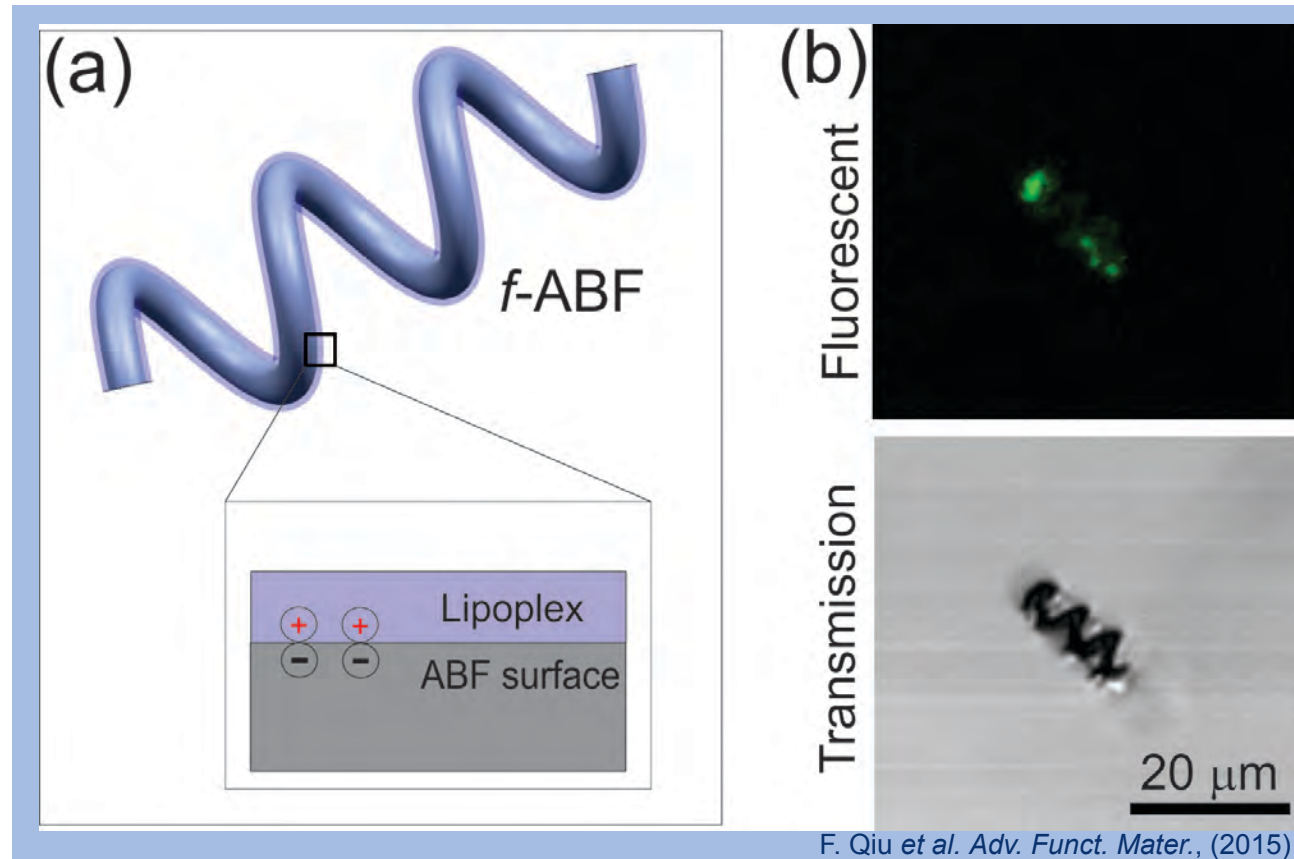 (a)
f-ABF
+ +
Lipoplex
- -
ABF surface
(b)
Fluorescent
Transmission
20 μm
F. Qiu et al. Adv. Funct. Mater., (2015)